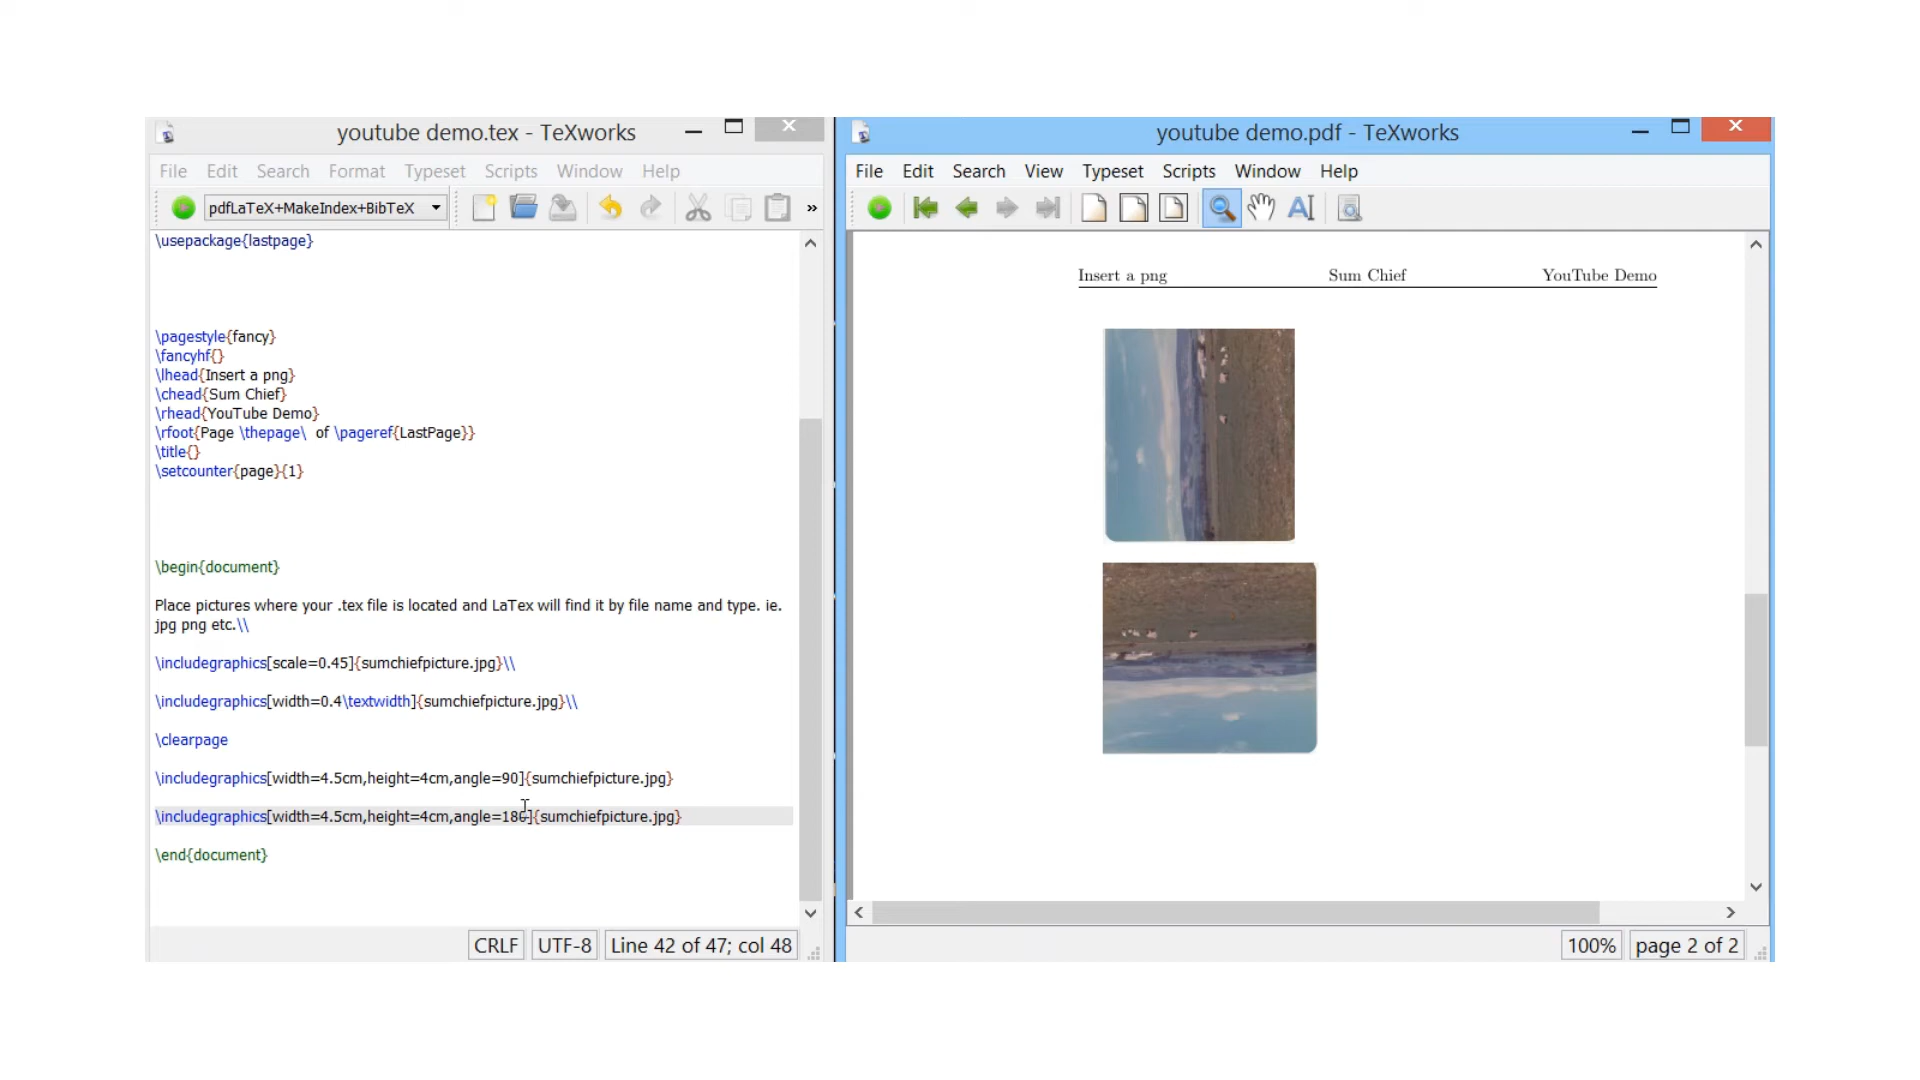 youtube demo.tex - TeXworks
File Edit Search Format Typeset Scripts Window Help
pdfLaTeX+MakeIndex+BibTeX
»
\usepackage{lastpage}
\pagestyle{fancy}
\fancyhf{}
\lhead{Insert a png}
\chead{Sum Chief}
\rhead{YouTube Demo}
\rfoot{Page \thepage\ of \pageref{LastPage}}
\title{}
\setcounter{page}{1}
\begin{document}
Place pictures where your .tex file is located and LaTex will find it by file name and type. ie.
jpg png etc.\\
\includegraphics[scale=0.45]{sumchiefpicture.jpg}\\
\includegraphics[width=0.4\textwidth]{sumchiefpicture.jpg}\\
\clearpage
\includegraphics[width=4.5cm,height=4cm,angle=90]{sumchiefpicture.jpg}
\includegraphics[width=4.5cm,height=4cm,angle=180]{sumchiefpicture.jpg}
\end{document}
CRLF UTF-8 Line 42 of 47; col 48
youtube demo.pdf - TeXworks
File Edit Search View Typeset Scripts Window Help
Insert a png Sum Chief YouTube Demo
100% page 2 of 2